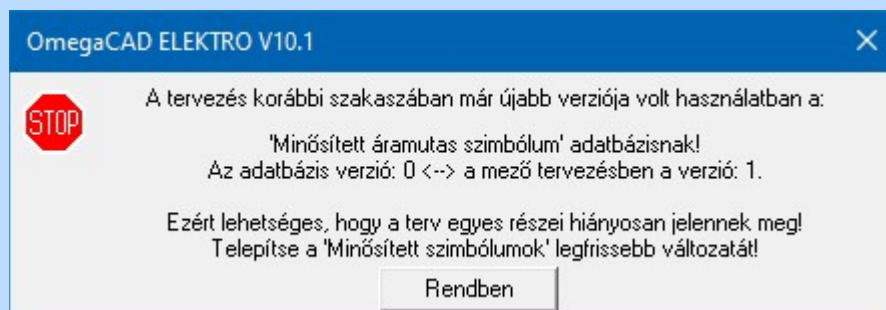 OmegaCAD ELEKTRO V10.1
STOP
A tervezés korábbi szakaszában már újabb verziója volt használatban a:
'Minősített áramutas szimbólum' adatbázisnak!
Az adatbázis verzió: 0 <--> a mező tervezésben a verzió: 1.
Ezért lehetséges, hogy a terv egyes részei hiányosan jelennek meg!
Telepítse a 'Minősített szimbólumok' legfrissebb változatát!
Rendben